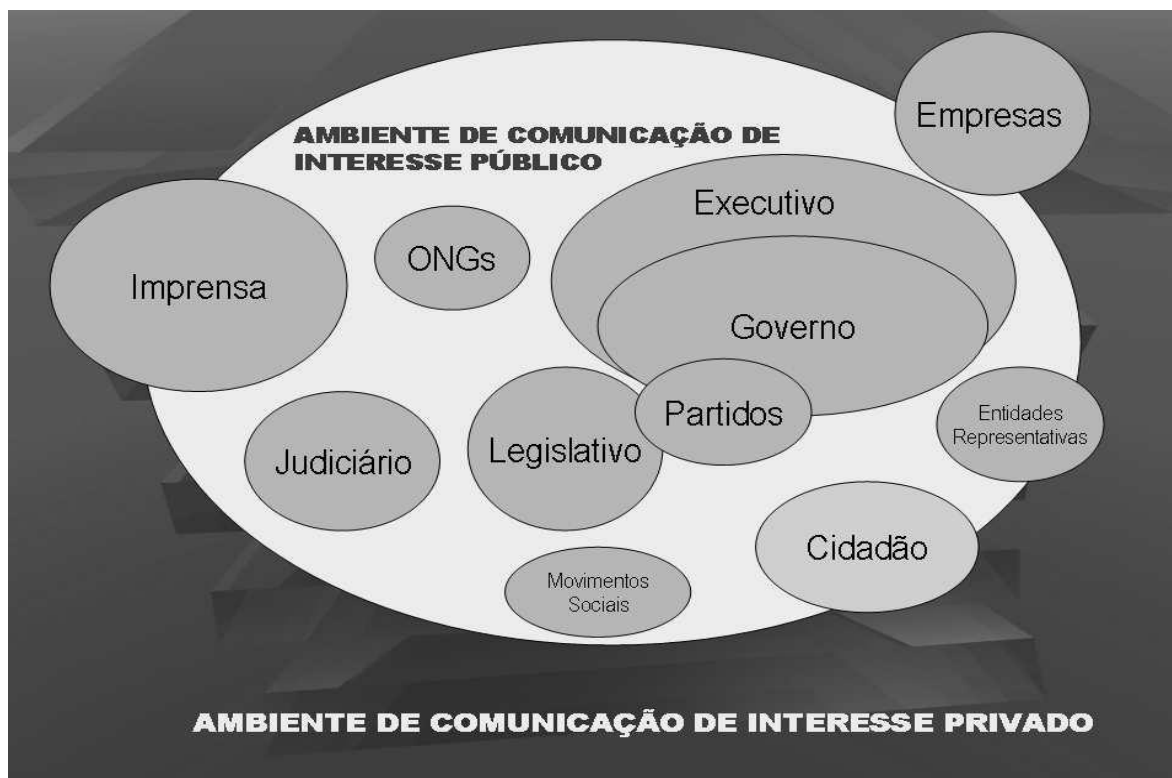 Empresas
AMBIENTE DE COMUNICAÇÃO DE
INTERESSE PÚBLICO
Executivo
ONGs
Imprensa
Governo
Partidos
Entidades
Representativas
Legislativo
Judiciário
Cidadão
Movimentos
Sociais
AMBIENTE DE COMUNICAÇÃO DE INTERESSE PRIVADO